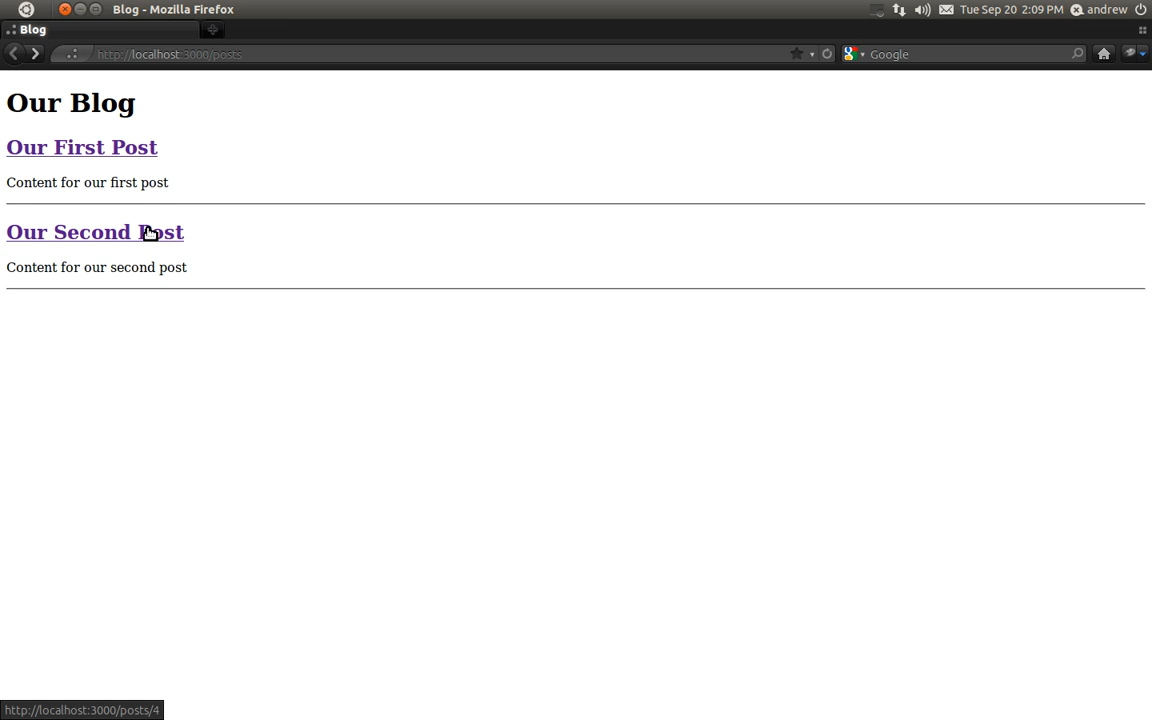 Blog - Mozilla Firefox
Tue Sep 20 2:09 PM
andrew
Blog
http://localhost:3000/posts
Google
Our Blog
Our First Post
Content for our first post
Our Second Post
Content for our second post
http://localhost:3000/posts/4